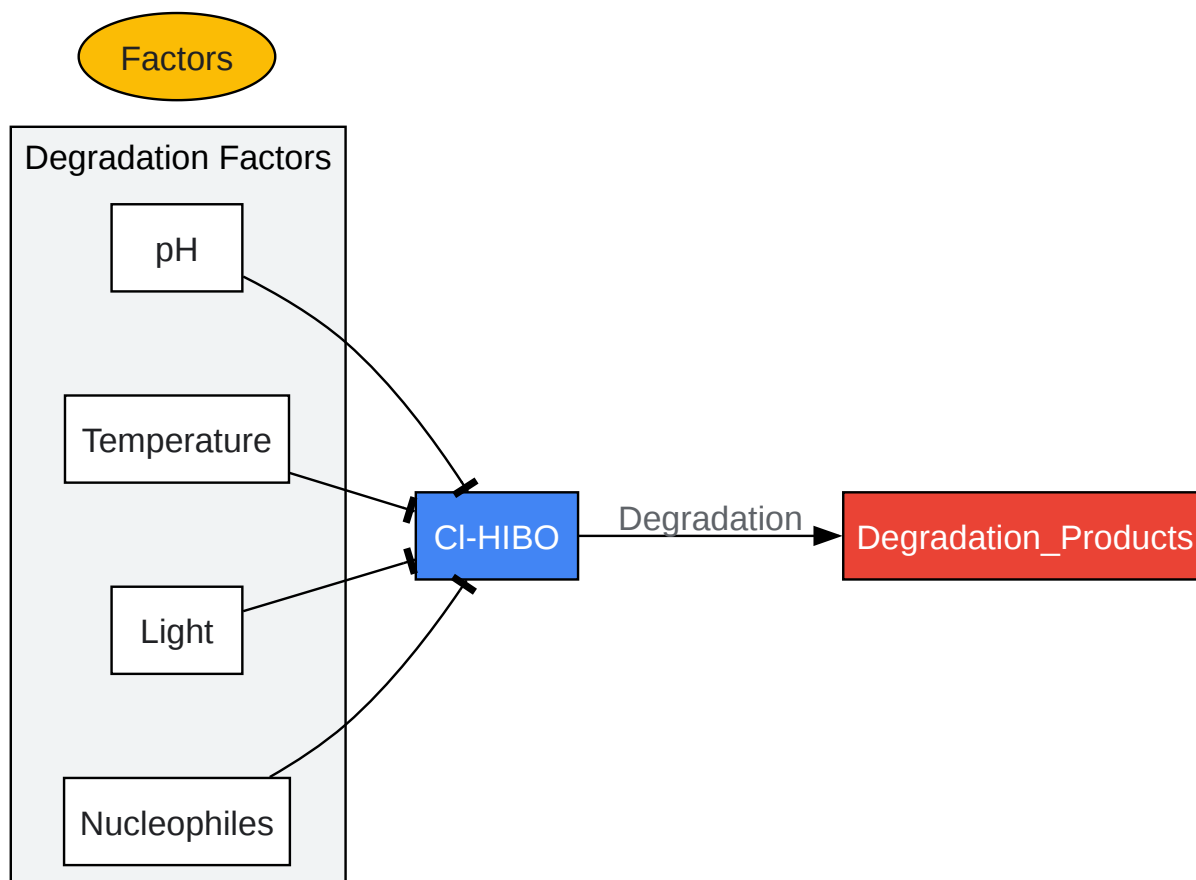 Factors
Degradation Factors
pH
Temperature
Light
Nucleophiles
Cl-HIBO
Degradation
Degradation_Products